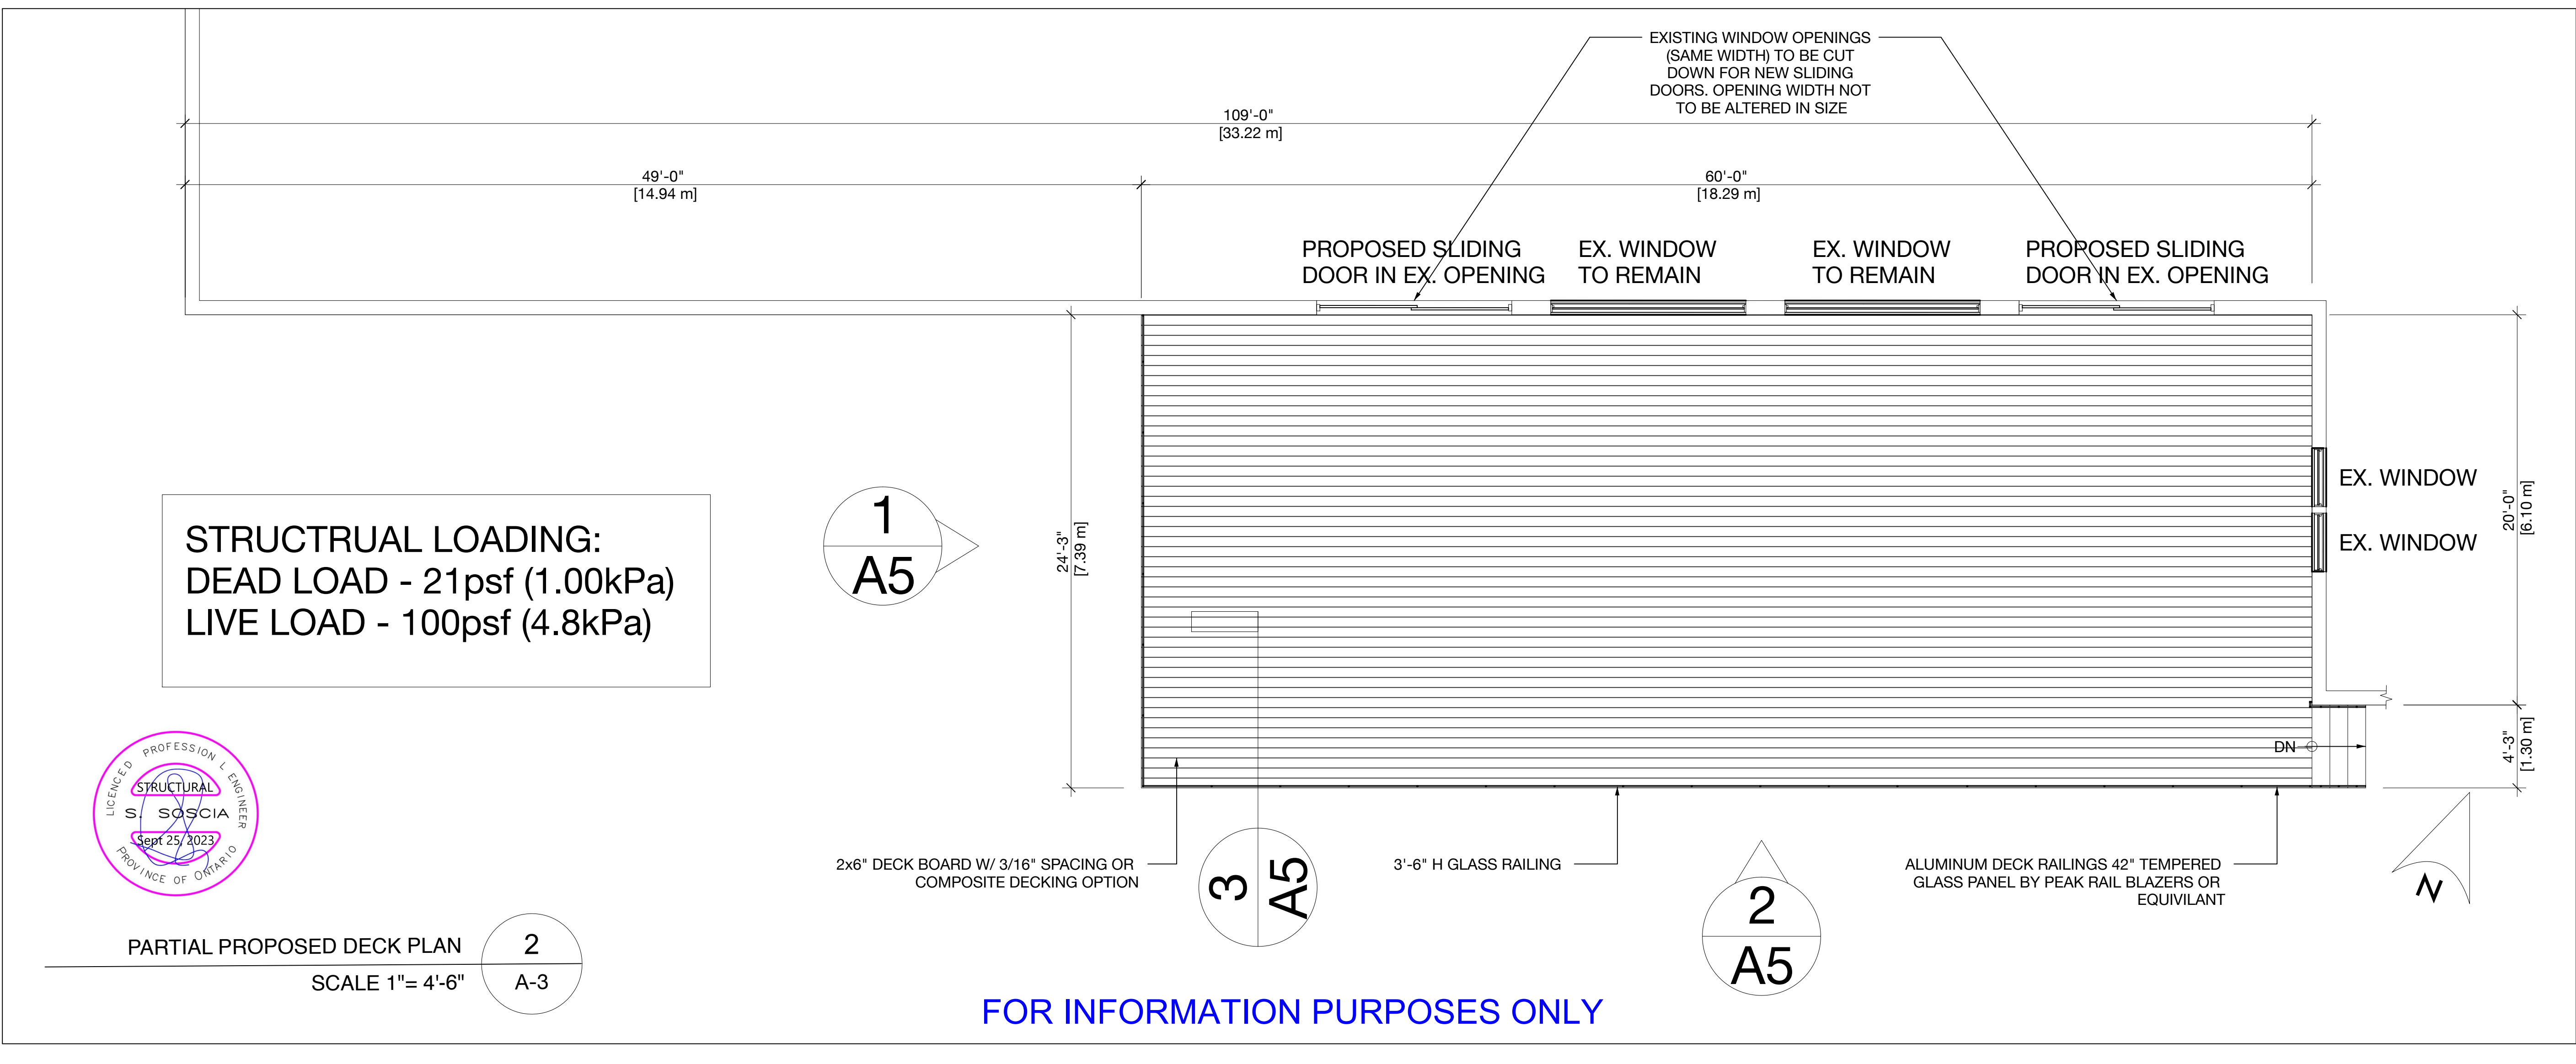 EXISTING WINDOW OPENINGS
(SAME WIDTH) TO BE CUT
DOWN FOR NEW SLIDING
DOORS. OPENING WIDTH NOT
TO BE ALTERED IN SIZE
109'-0"
[33.22 m]
49'-0"
[14.94 m]
60'-0"
[18.29 m]
PROPOSED SLIDING
DOOR IN EX. OPENING
EX. WINDOW
TO REMAIN
EX. WINDOW
TO REMAIN
PROPOSED SLIDING
DOOR IN EX. OPENING
STRUCTRUAL LOADING:
DEAD LOAD - 21psf (1.00kPa)
LIVE LOAD - 100psf (4.8kPa)
1
A5
24'-3"
[7.39 m]
EX. WINDOW
EX. WINDOW
20'-0"
[6.10 m]
4'-3"
[1.30 m]
DN
LICENCED PROFESSION L ENGINEER
STRUCTURAL
S. SOSCIA
Sept 25, 2023
PROVINCE OF ONTARIO
2x6" DECK BOARD W/ 3/16" SPACING OR
COMPOSITE DECKING OPTION
3
A5
3'-6" H GLASS RAILING
2
A5
ALUMINUM DECK RAILINGS 42" TEMPERED
GLASS PANEL BY PEAK RAIL BLAZERS OR
EQUIVILANT
N
PARTIAL PROPOSED DECK PLAN
SCALE 1"= 4'-6"
2
A-3
FOR INFORMATION PURPOSES ONLY